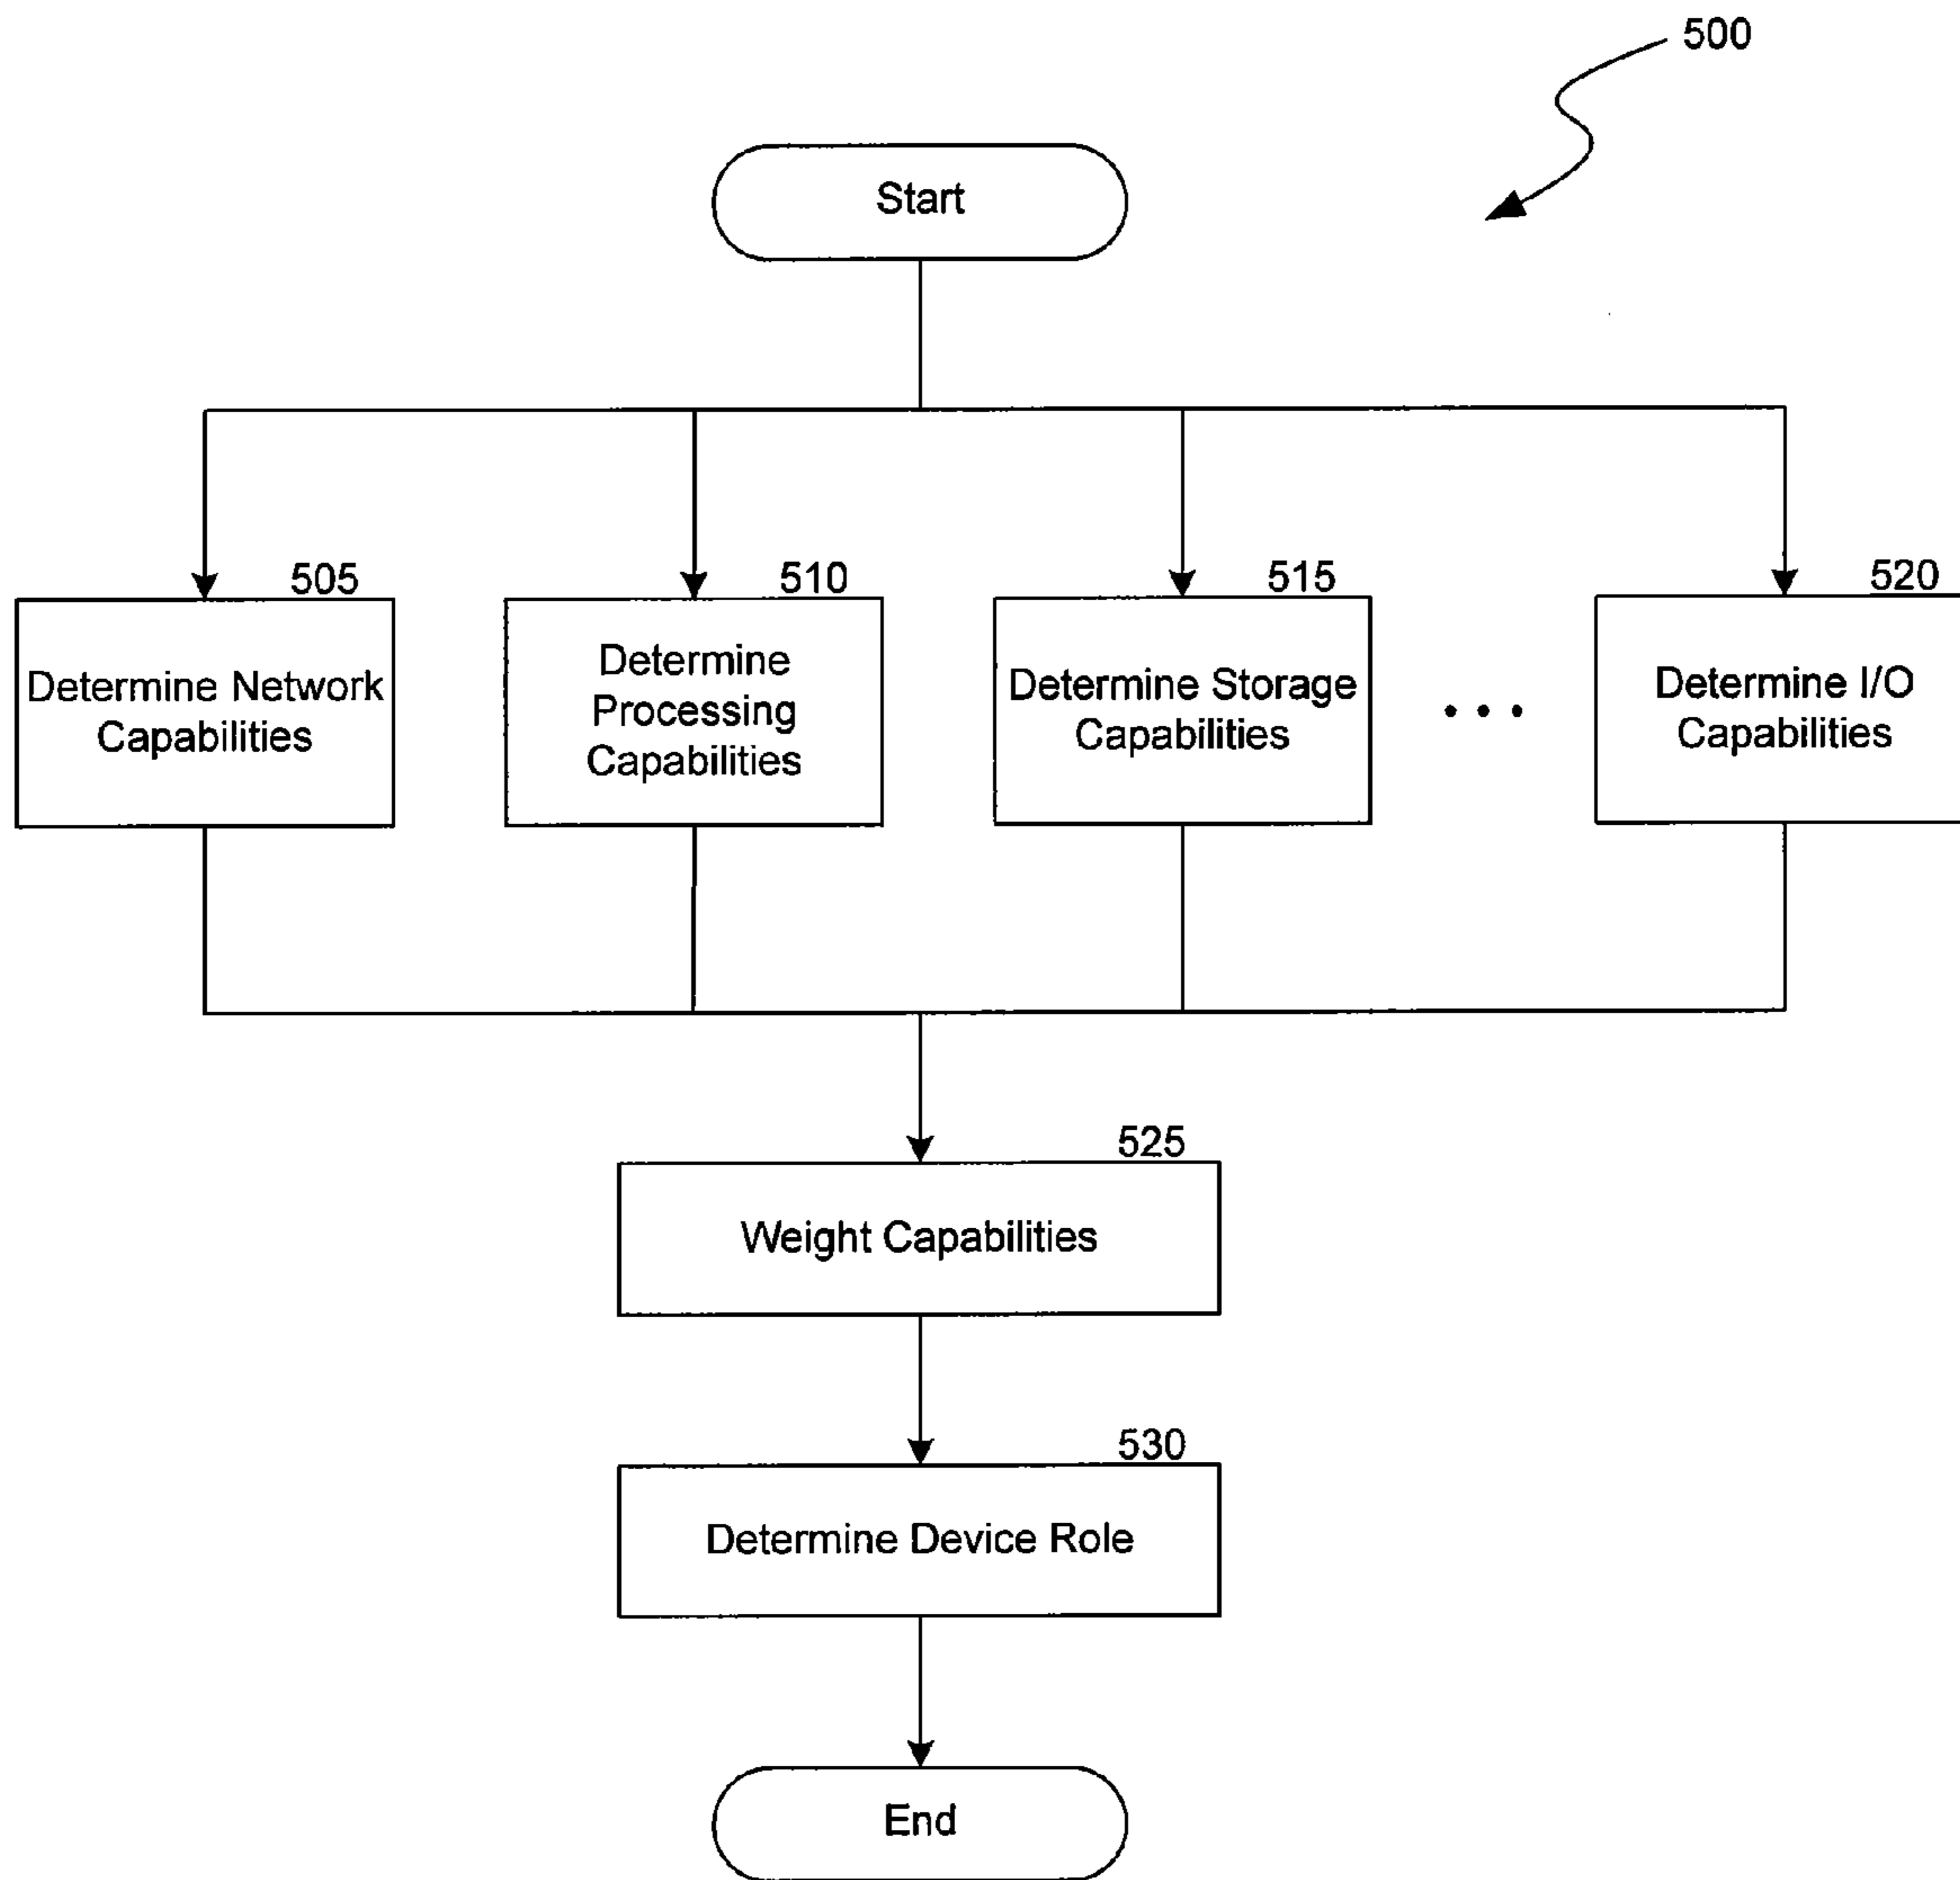 500
Start
505
Determine Network
Capabilities
510
Determine
Processing
Capabilities
515
Determine Storage
Capabilities
• • •
520
Determine I/O
Capabilities
525
Weight Capabilities
530
Determine Device Role
End